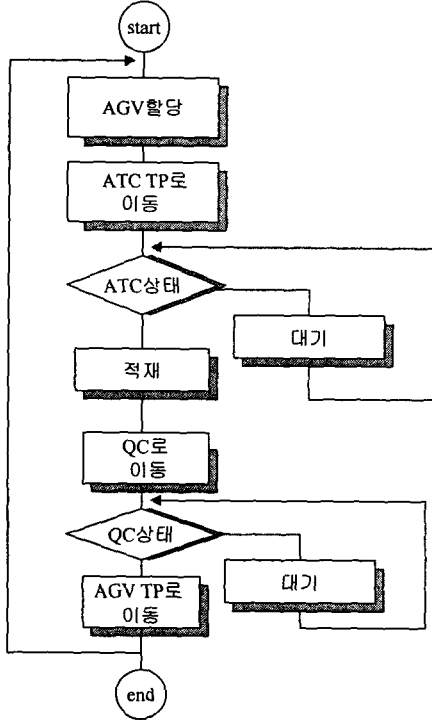 start
AGV할당
ATC TP로
이동
ATC상태
대기
적재
QC로
이동
QC상태
대기
AGV TP로
이동
end